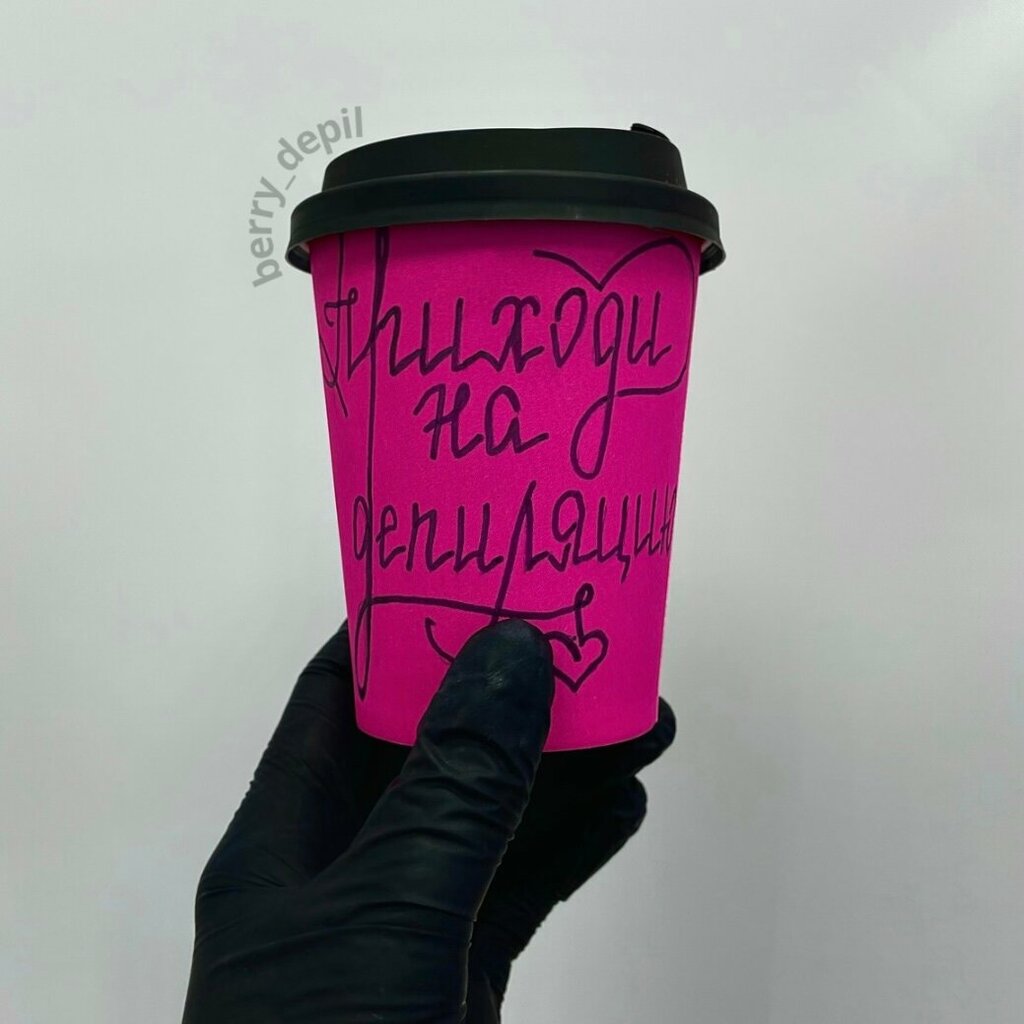 berry_depil
Приходи
на
депиляцию